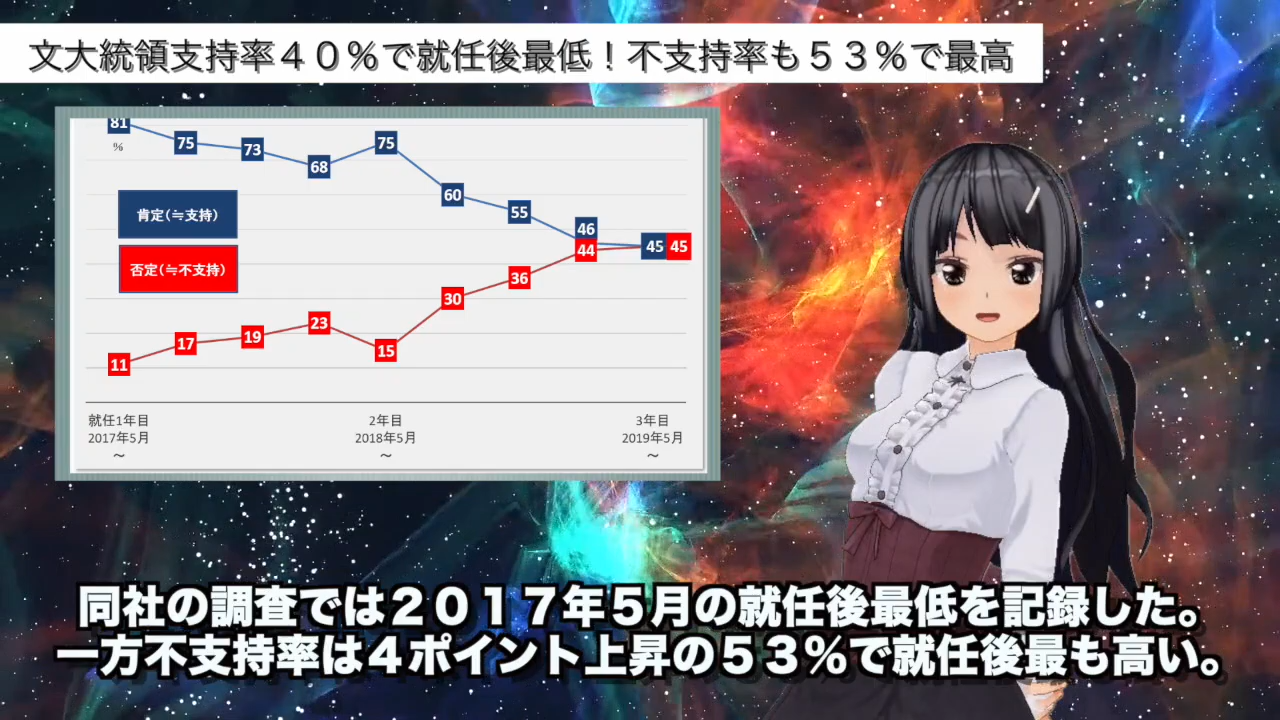 文大統領支持率４０％で就任後最低！不支持率も５３％で最高
81
%
75
73
68
75
60
55
46
45
45
44
36
30
23
19
17
15
11
肯定(≒支持)
否定(≒不支持)
就任1年目
2017年5月
～
2年目
2018年5月
～
3年目
2019年5月
～
同社の調査では２０１７年５月の就任後最低を記録した。
一方不支持率は４ポイント上昇の５３％で就任後最も高い。